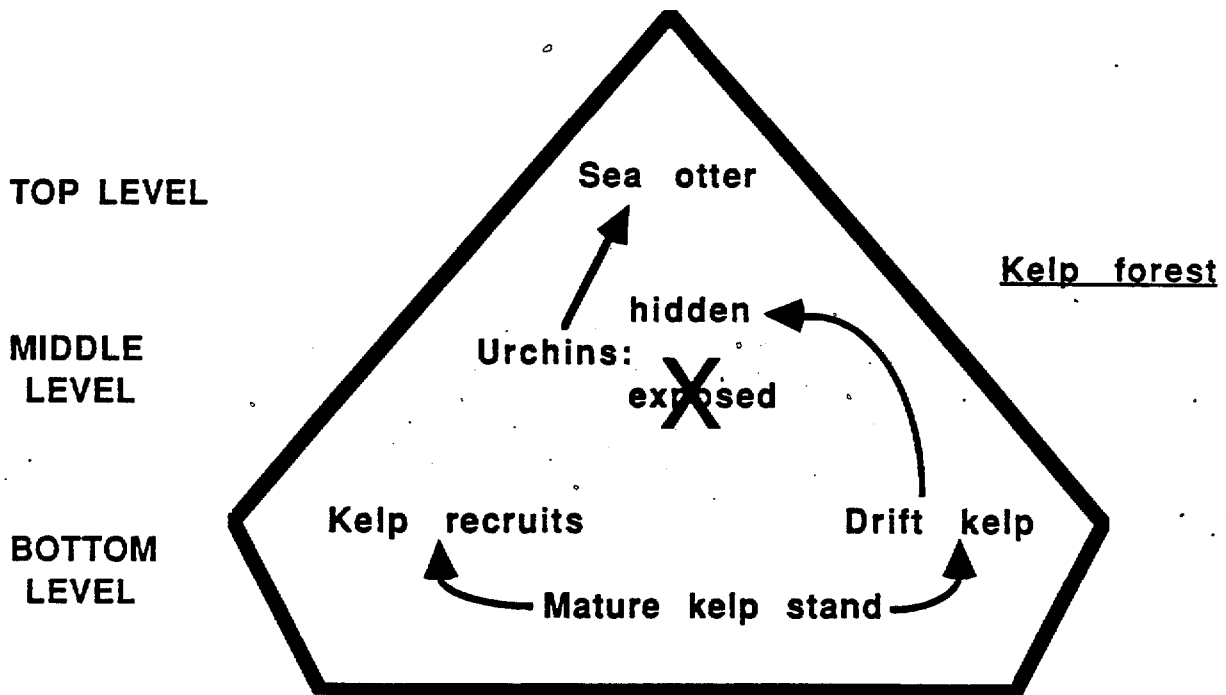 TOP LEVEL
Sea otter
Kelp forest
hidden
MIDDLE
LEVEL
Urchins:
exposed
BOTTOM
LEVEL
Kelp recruits
Drift kelp
Mature kelp stand